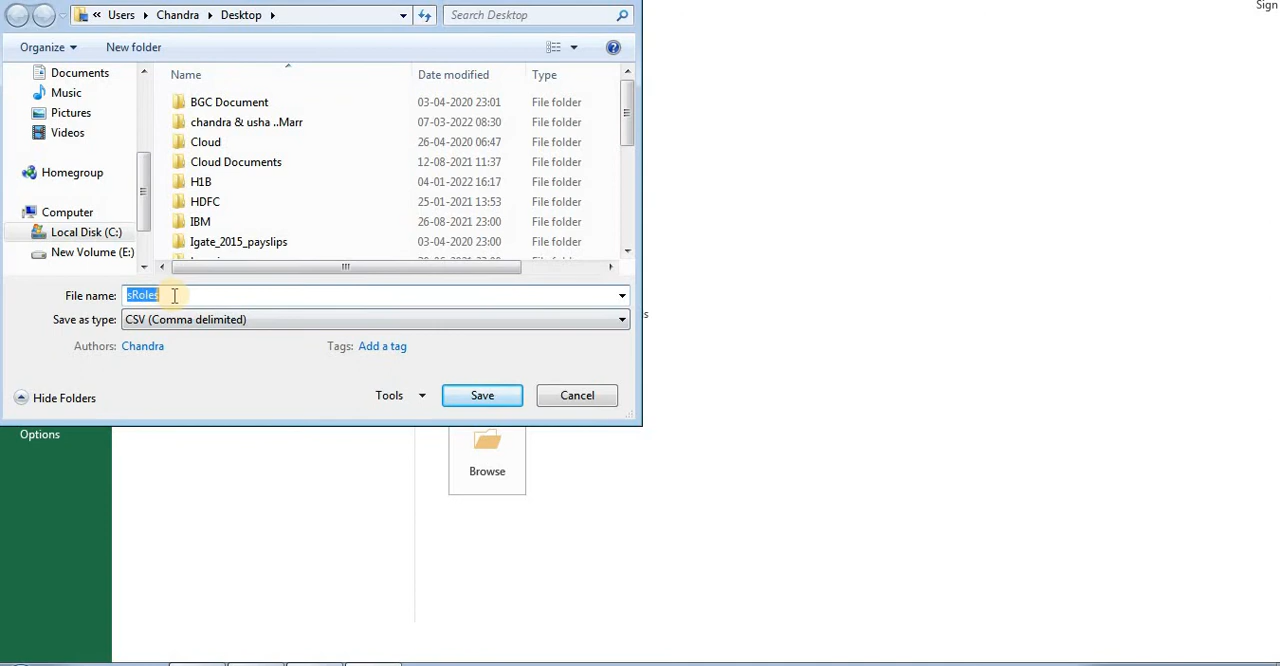 Sign
« Users Chandra Desktop
Search Desktop
Organize New folder
Documents
Music
Pictures
Videos
Homegroup
Computer
Local Disk (C:)
New Volume (E:)
Name Date modified Type
BGC Document 03-04-2020 23:01 File folder
chandra & usha ..Marr 07-03-2022 08:30 File folder
Cloud 26-04-2020 06:47 File folder
Cloud Documents 12-08-2021 11:37 File folder
H1B 04-01-2022 16:17 File folder
HDFC 25-01-2021 13:53 File folder
IBM 26-08-2021 23:00 File folder
Igate_2015_payslips 03-04-2020 23:00 File folder
File name: sRoles
Save as type: CSV (Comma delimited)
s
Authors: Chandra Tags: Add a tag
Hide Folders Tools Save Cancel
Options
Browse